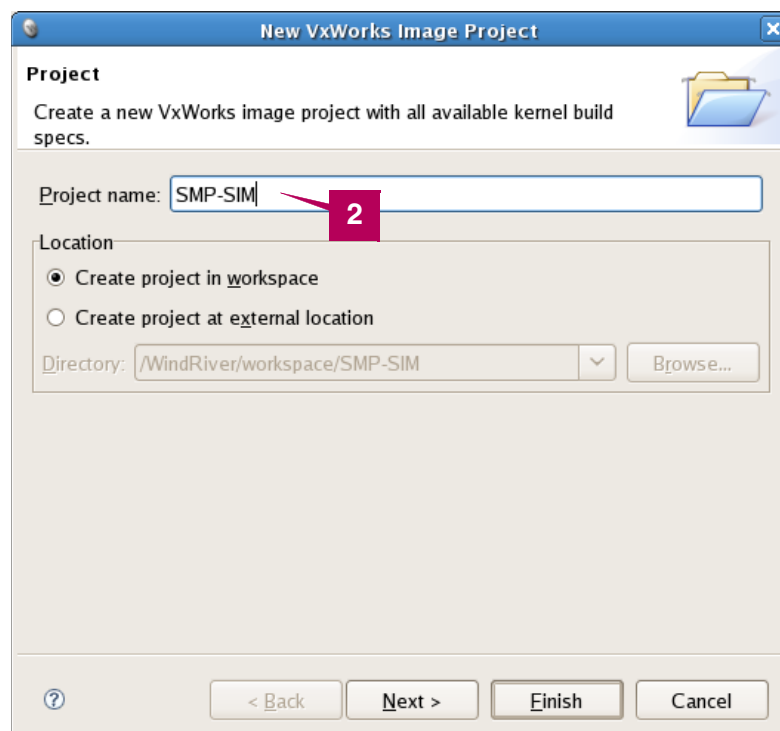 New VxWorks Image Project
Project
Create a new VxWorks image project with all available kernel build
specs.
Project name: SMP-SIM
2
Location
Create project in workspace
Create project at external location
Directory: /WindRiver/workspace/SMP-SIM Browse...
? < Back Next > Finish Cancel